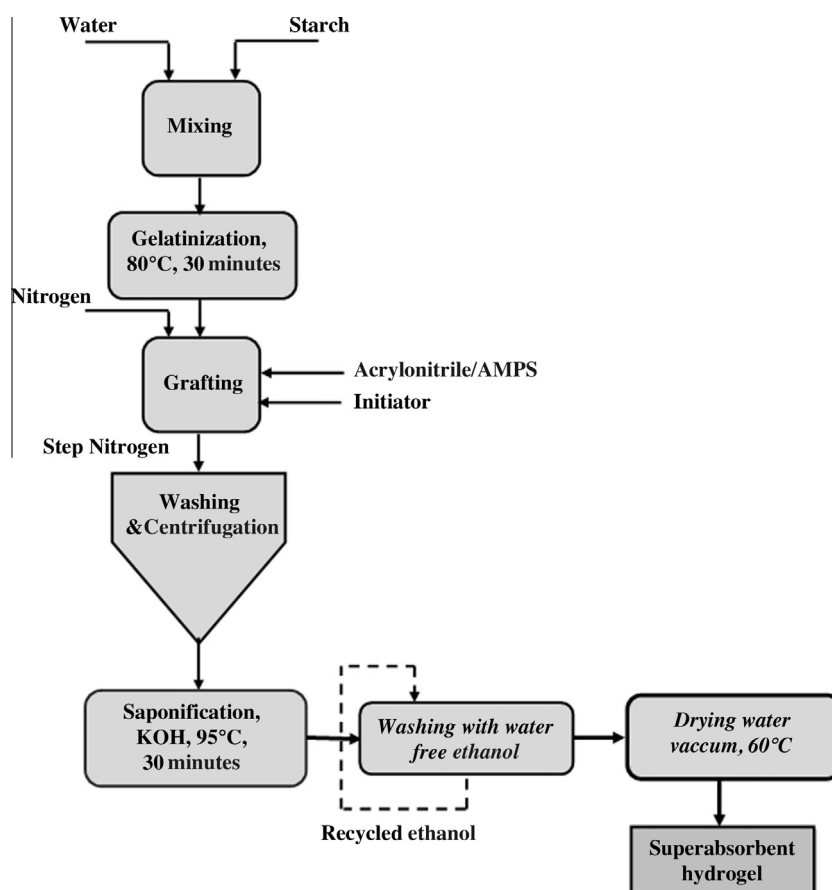 Water
Starch
Mixing
Gelatinization,
80°C, 30 minutes
Nitrogen
Grafting
Acrylonitrile/AMPS
Initiator
Step Nitrogen
Washing
&Centrifugation
Saponification,
KOH, 95°C,
30 minutes
Washing with water
free ethanol
Recycled ethanol
Drying water
vaccum, 60°C
Superabsorbent
hydrogel